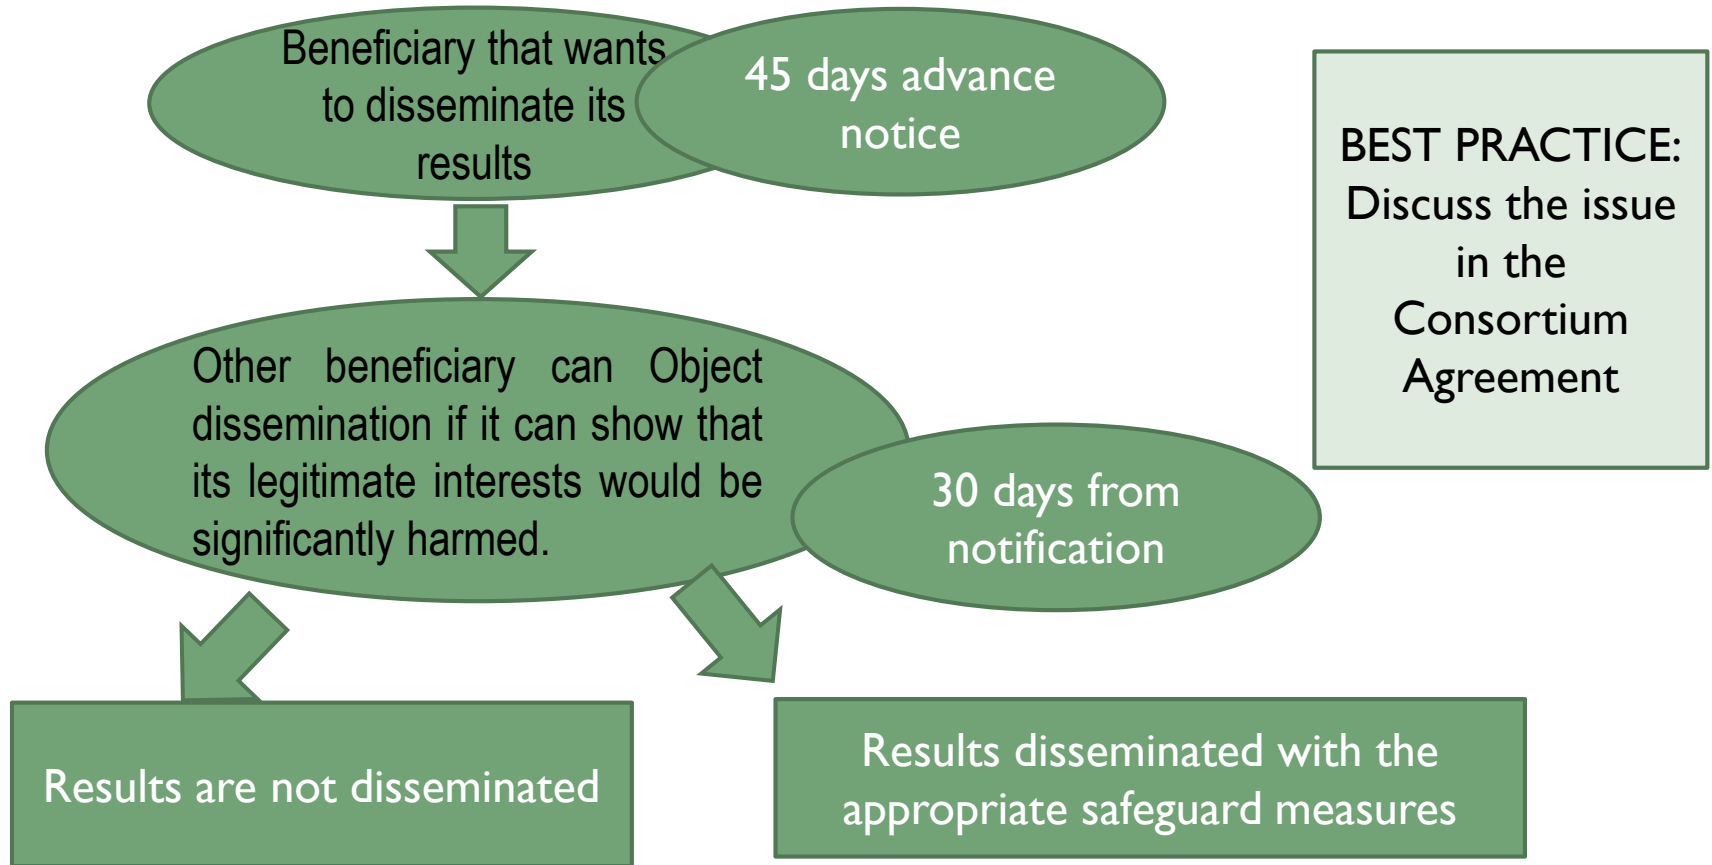 Beneficiary that wants
to disseminate its
results
45 days advance
notice
BEST PRACTICE:
Discuss the issue
in the
Consortium
Agreement
Other beneficiary can Object
dissemination if it can show that
its legitimate interests would be
significantly harmed.
30 days from
notification
Results are not disseminated
Results disseminated with the
appropriate safeguard measures